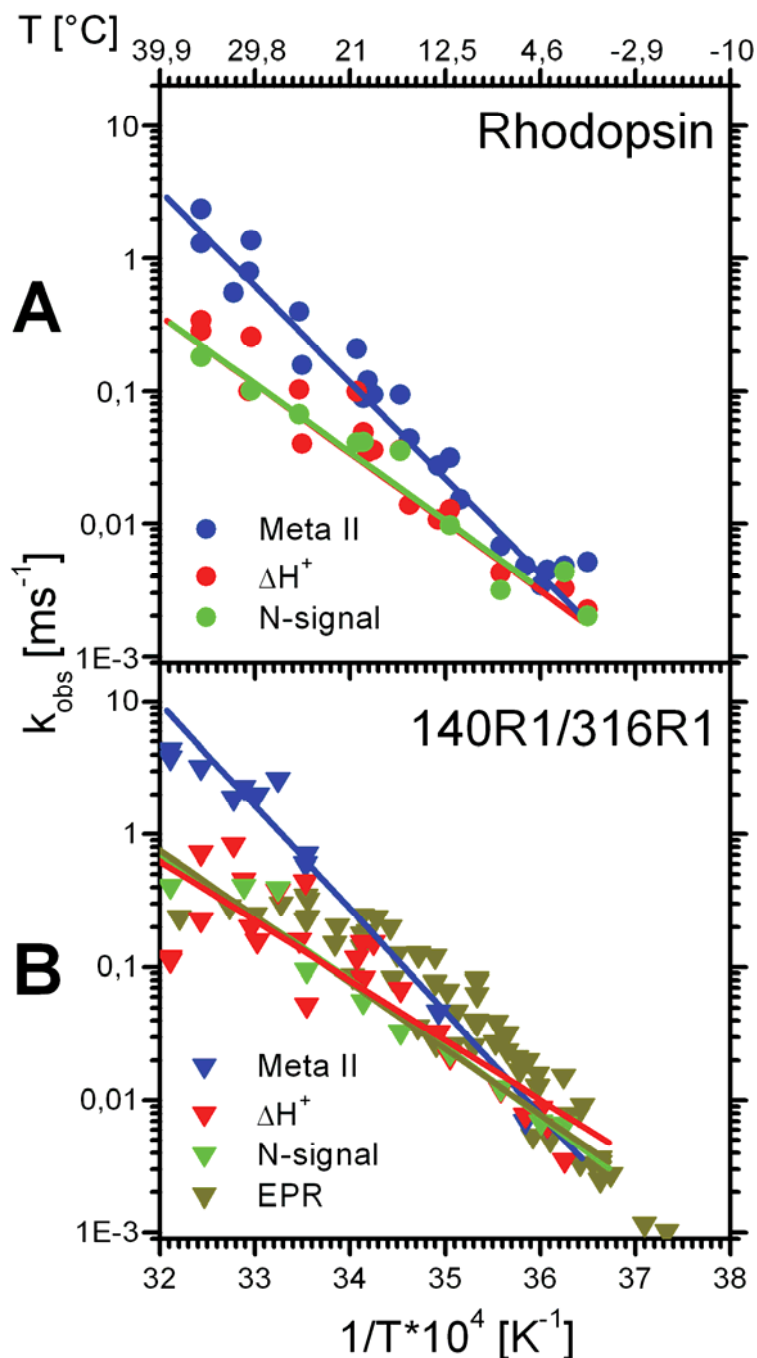 T [°C]
39,9 29,8 21 12,5 4,6 -2,9 -10
Rhodopsin
A
10
1
0,1
0,01
1E-3
Meta II
ΔH⁺
N-signal
k_obs [ms⁻¹]
140R1/316R1
B
10
1
0,1
0,01
1E-3
Meta II
ΔH⁺
N-signal
EPR
32 33 34 35 36 37 38
1/T*10⁴ [K⁻¹]